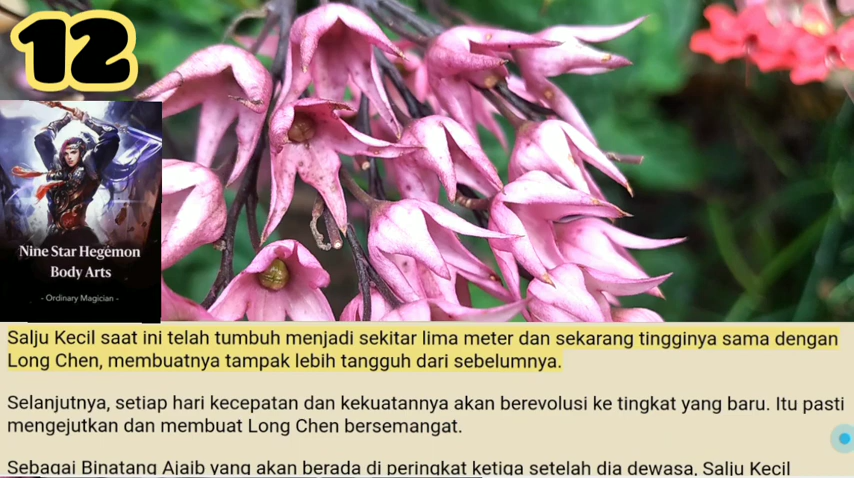 12
Nine Star Hegemon
Body Arts
- Ordinary Magician -
Salju Kecil saat ini telah tumbuh menjadi sekitar lima meter dan sekarang tingginya sama dengan
Long Chen, membuatnya tampak lebih tangguh dari sebelumnya.
Selanjutnya, setiap hari kecepatan dan kekuatannya akan berevolusi ke tingkat yang baru. Itu pasti
mengejutkan dan membuat Long Chen bersemangat.
Sebagai Binatang Ajaib yang akan berada di peringkat ketiga setelah dia dewasa, Salju Kecil